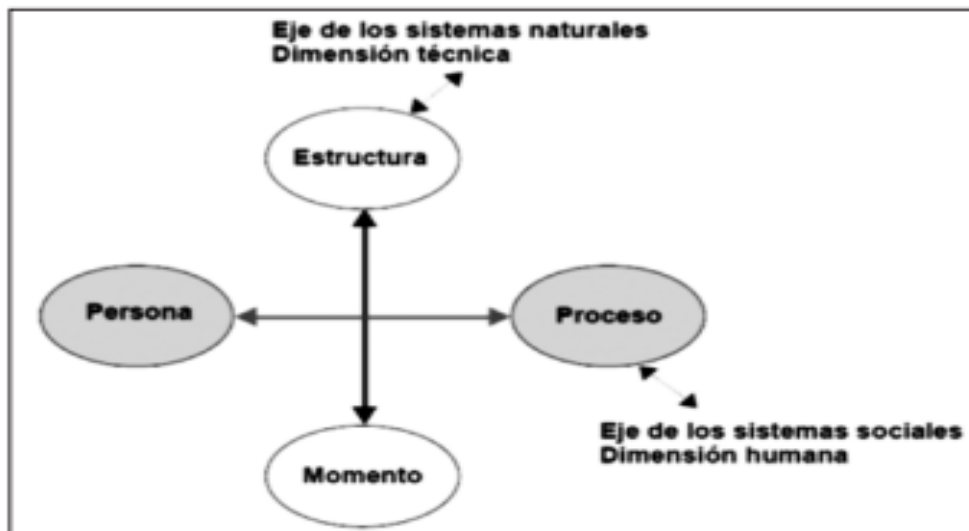 Eje de los sistemas naturales
Dimensión técnica
Estructura
Persona
Proceso
Eje de los sistemas sociales
Dimensión humana
Momento